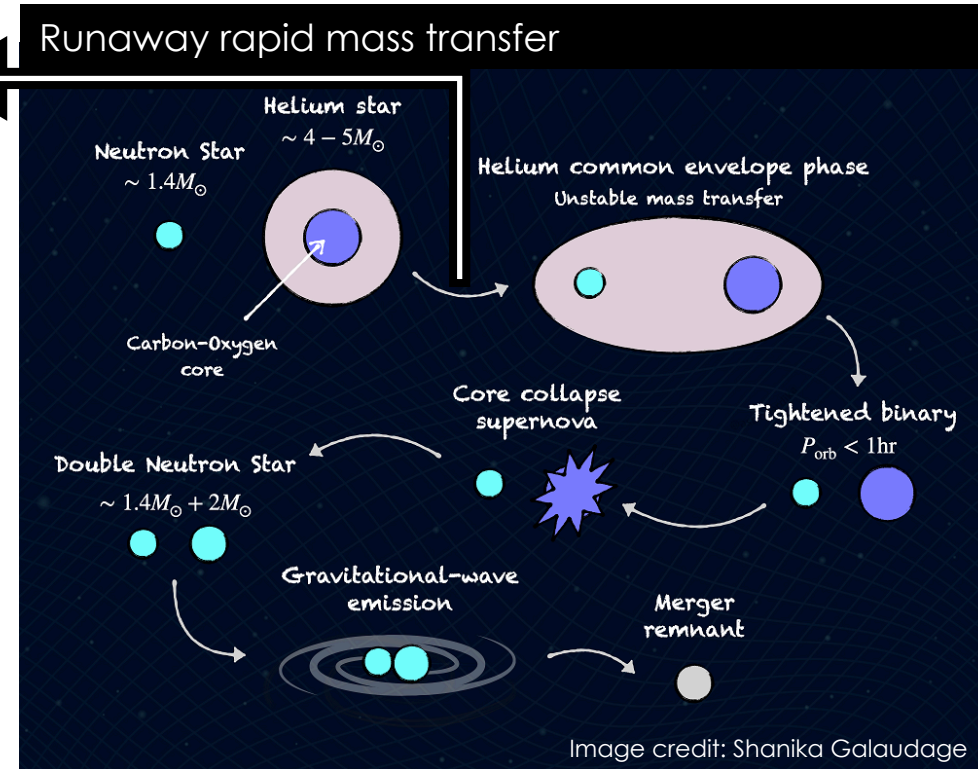 Runaway rapid mass transfer
Helium star
~ 4 – 5M☉
Neutron Star
~ 1.4M☉
Carbon-Oxygen
core
Helium common envelope phase
Unstable mass transfer
Tightened binary
P_orb < 1hr
Core collapse
supernova
Double Neutron Star
~ 1.4M☉ + 2M☉
Gravitational-wave
emission
Merger
remnant
Image credit: Shanika Galaudage